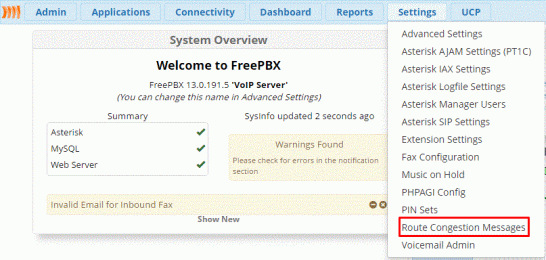 Admin Applications Connectivity Dashboard Reports Settings UCP
System Overview
Welcome to FreePBX
FreePBX 13.0.191.5 'VoIP Server'
(You can change this name in Advanced Settings)
Summary
Asterisk
MySQL
Web Server
SysInfo updated 2 seconds ago
Warnings Found
Please check for errors in the notification
section
Invalid Email for Inbound Fax
Show New
Advanced Settings
Asterisk AJAM Settings (PT1C)
Asterisk IAX Settings
Asterisk Logfile Settings
Asterisk Manager Users
Asterisk SIP Settings
Extension Settings
Fax Configuration
Music on Hold
PHPAGI Config
PIN Sets
Route Congestion Messages
Voicemail Admin